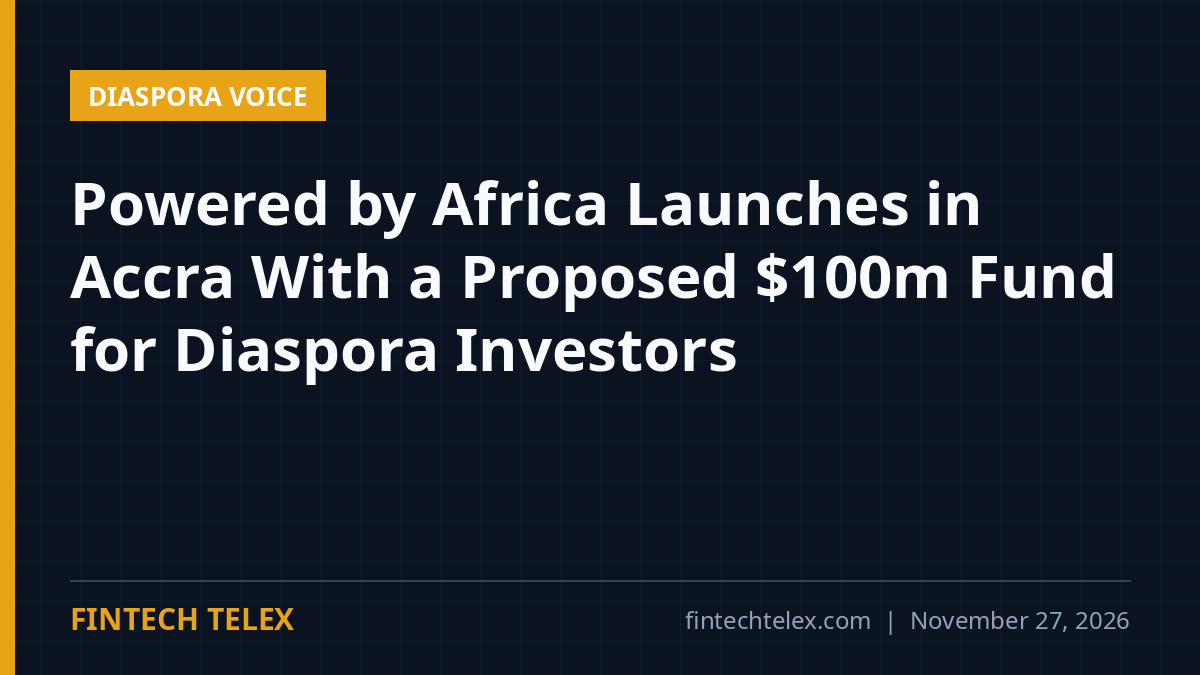 DIASPORA VOICE
Powered by Africa Launches in
Accra With a Proposed $100m Fund
for Diaspora Investors
FINTECH TELEX
fintechtelex.com | November 27, 2026